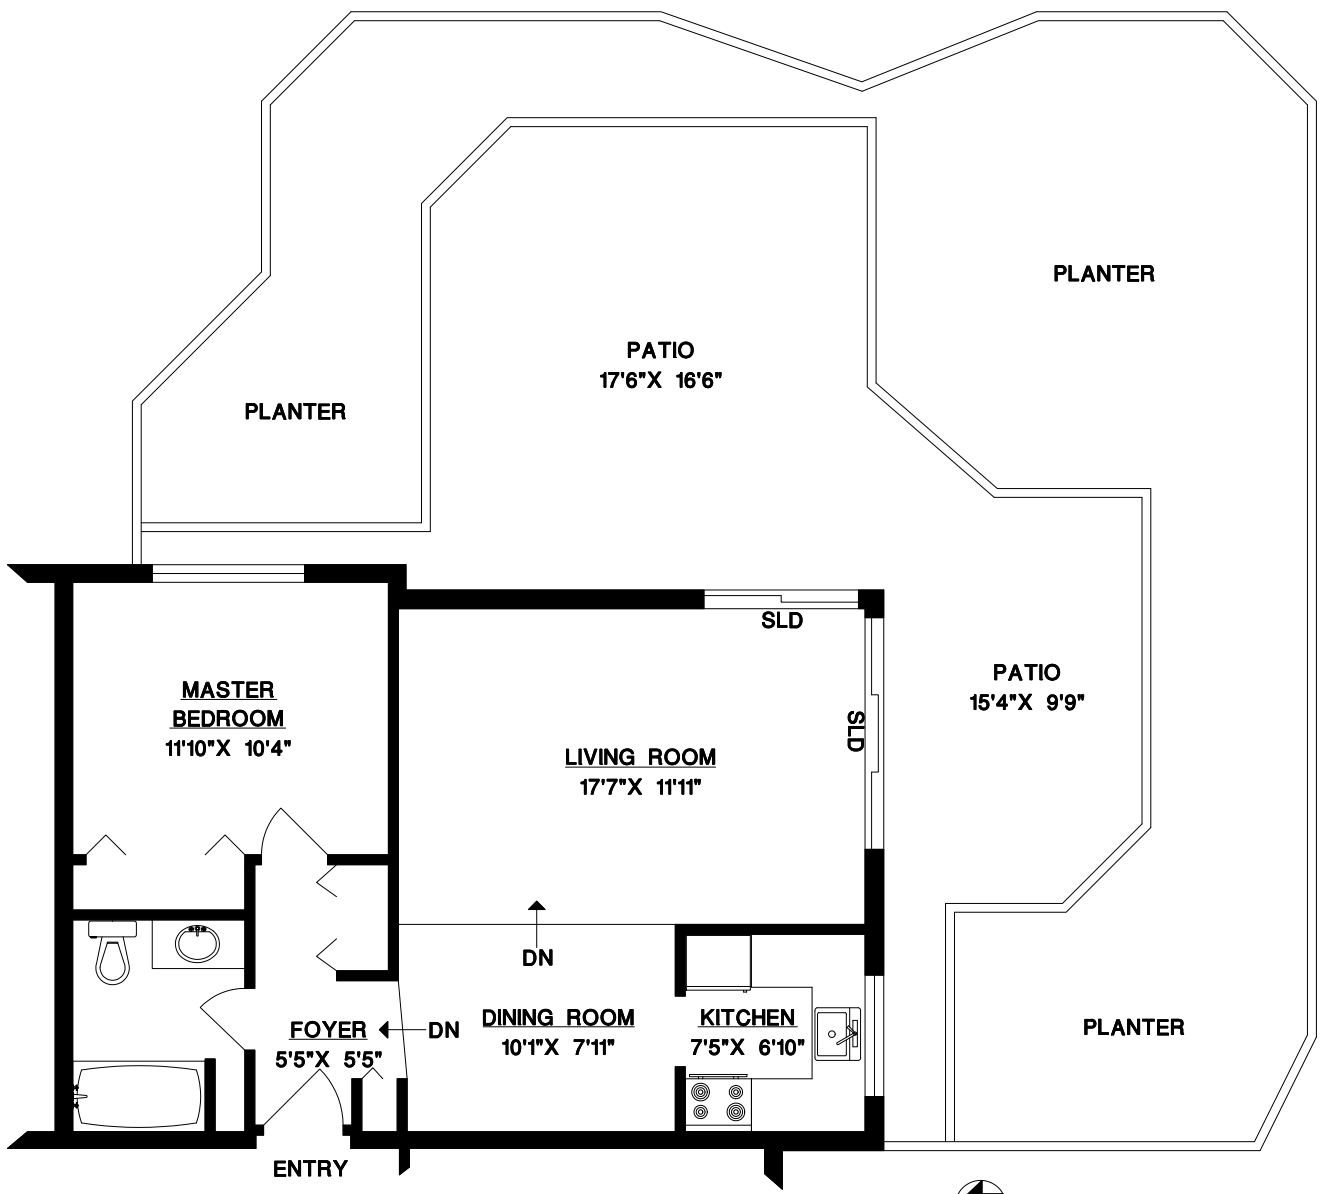 PLANTER
PATIO
17'6"X 16'6"
PLANTER
SLD
MASTER
BEDROOM
11'10"X 10'4"
PATIO
15'4"X 9'9"
SLD
LIVING ROOM
17'7"X 11'11"
DN
FOYER
5'5"X 5'5"
DN
DINING ROOM
10'1"X 7'11"
KITCHEN
7'5"X 6'10"
PLANTER
ENTRY